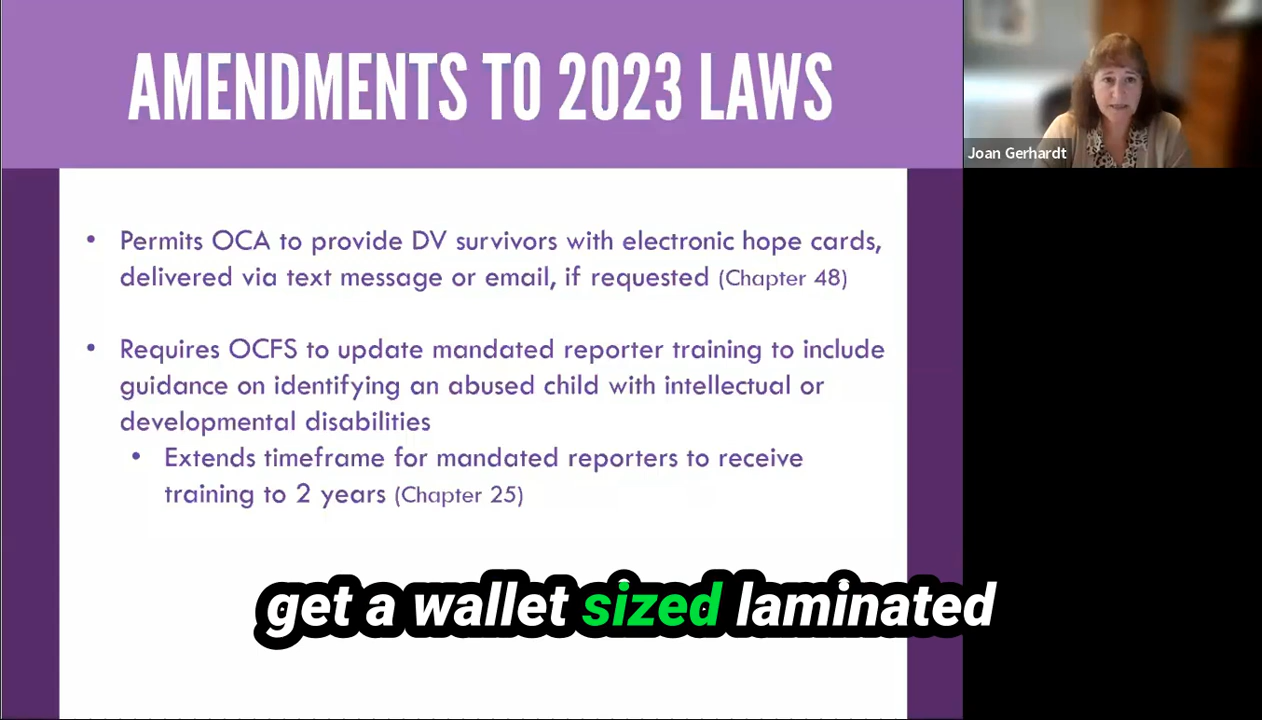 AMENDMENTS TO 2023 LAWS
Joan Gerhardt
• Permits OCA to provide DV survivors with electronic hope cards,
delivered via text message or email, if requested (Chapter 48)
• Requires OCFS to update mandated reporter training to include
guidance on identifying an abused child with intellectual or
developmental disabilities
• Extends timeframe for mandated reporters to receive
training to 2 years (Chapter 25)
get a wallet sized laminated